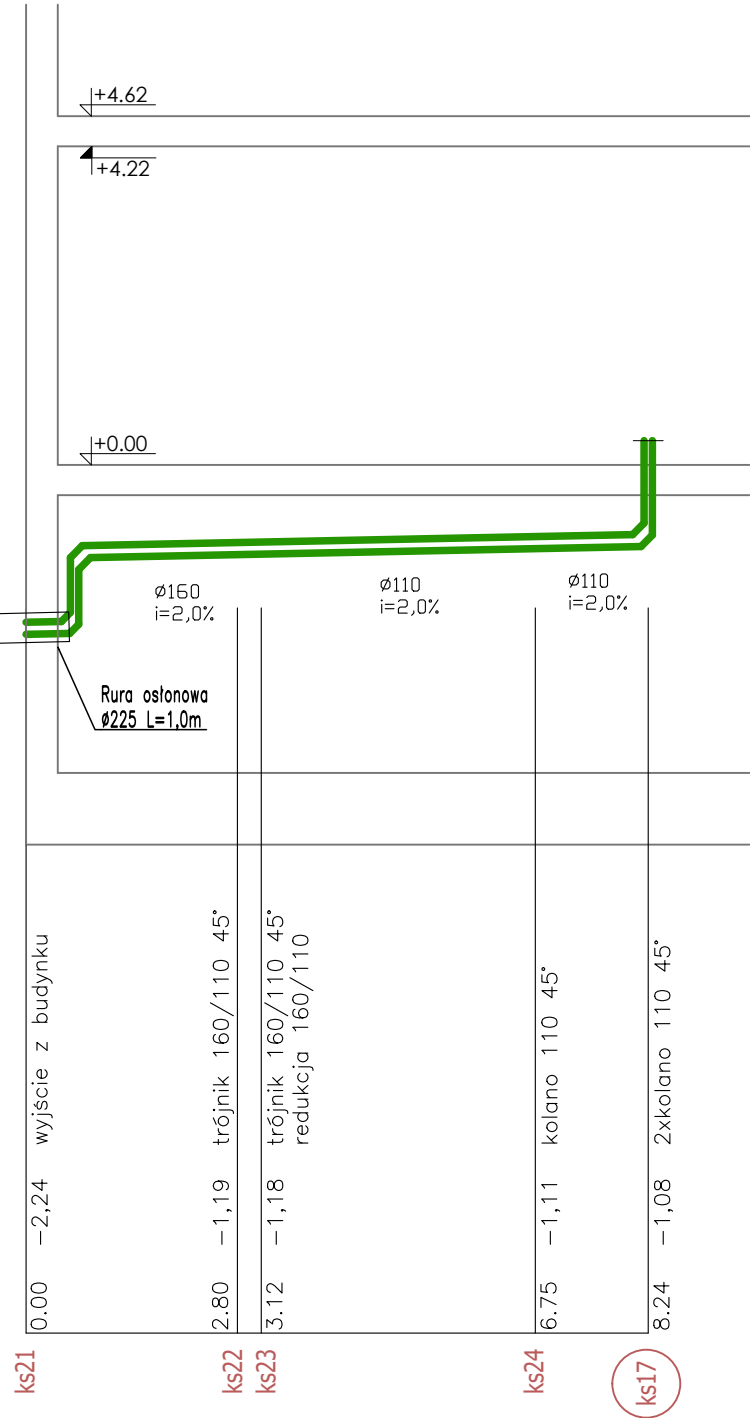 +4.62
+4.22
+0.00
ø160
i=2,0%
ø110
i=2,0%
ø110
i=2,0%
Rura osłonowa
ø225 L=1,0m
0.00 -2,24 wyjście z budynku
2.80 -1,19 trójnik 160/110 45°
3.12 -1,18 trójnik 160/110 45°
redukcja 160/110
6.75 -1,11 kolano 110 45°
8.24 -1,08 2xkolano 110 45°
ks21
ks22
ks23
ks24
ks17